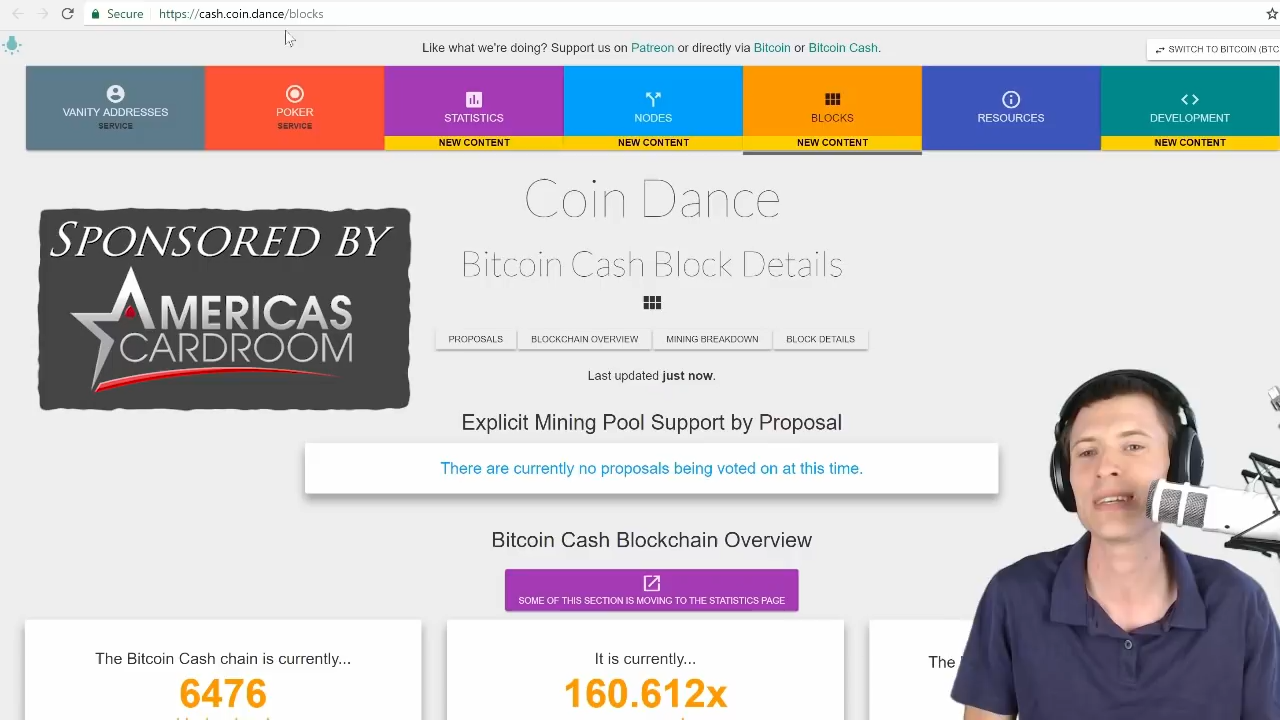 Secure https://cash.coin.dance/blocks
Like what we're doing? Support us on Patreon or directly via Bitcoin or Bitcoin Cash.
SWITCH TO BITCOIN (BTC
VANITY ADDRESSES
SERVICE
POKER
SERVICE
STATISTICS
NEW CONTENT
NODES
NEW CONTENT
BLOCKS
NEW CONTENT
RESOURCES
DEVELOPMENT
NEW CONTENT
Coin Dance
SPONSORED BY
AMERICAS
CARDROOM
Bitcoin Cash Block Details
PROPOSALS
BLOCKCHAIN OVERVIEW
MINING BREAKDOWN
BLOCK DETAILS
Last updated just now.
Explicit Mining Pool Support by Proposal
There are currently no proposals being voted on at this time.
Bitcoin Cash Blockchain Overview
SOME OF THIS SECTION IS MOVING TO THE STATISTICS PAGE
The Bitcoin Cash chain is currently...
6476
It is currently...
160.612x
The